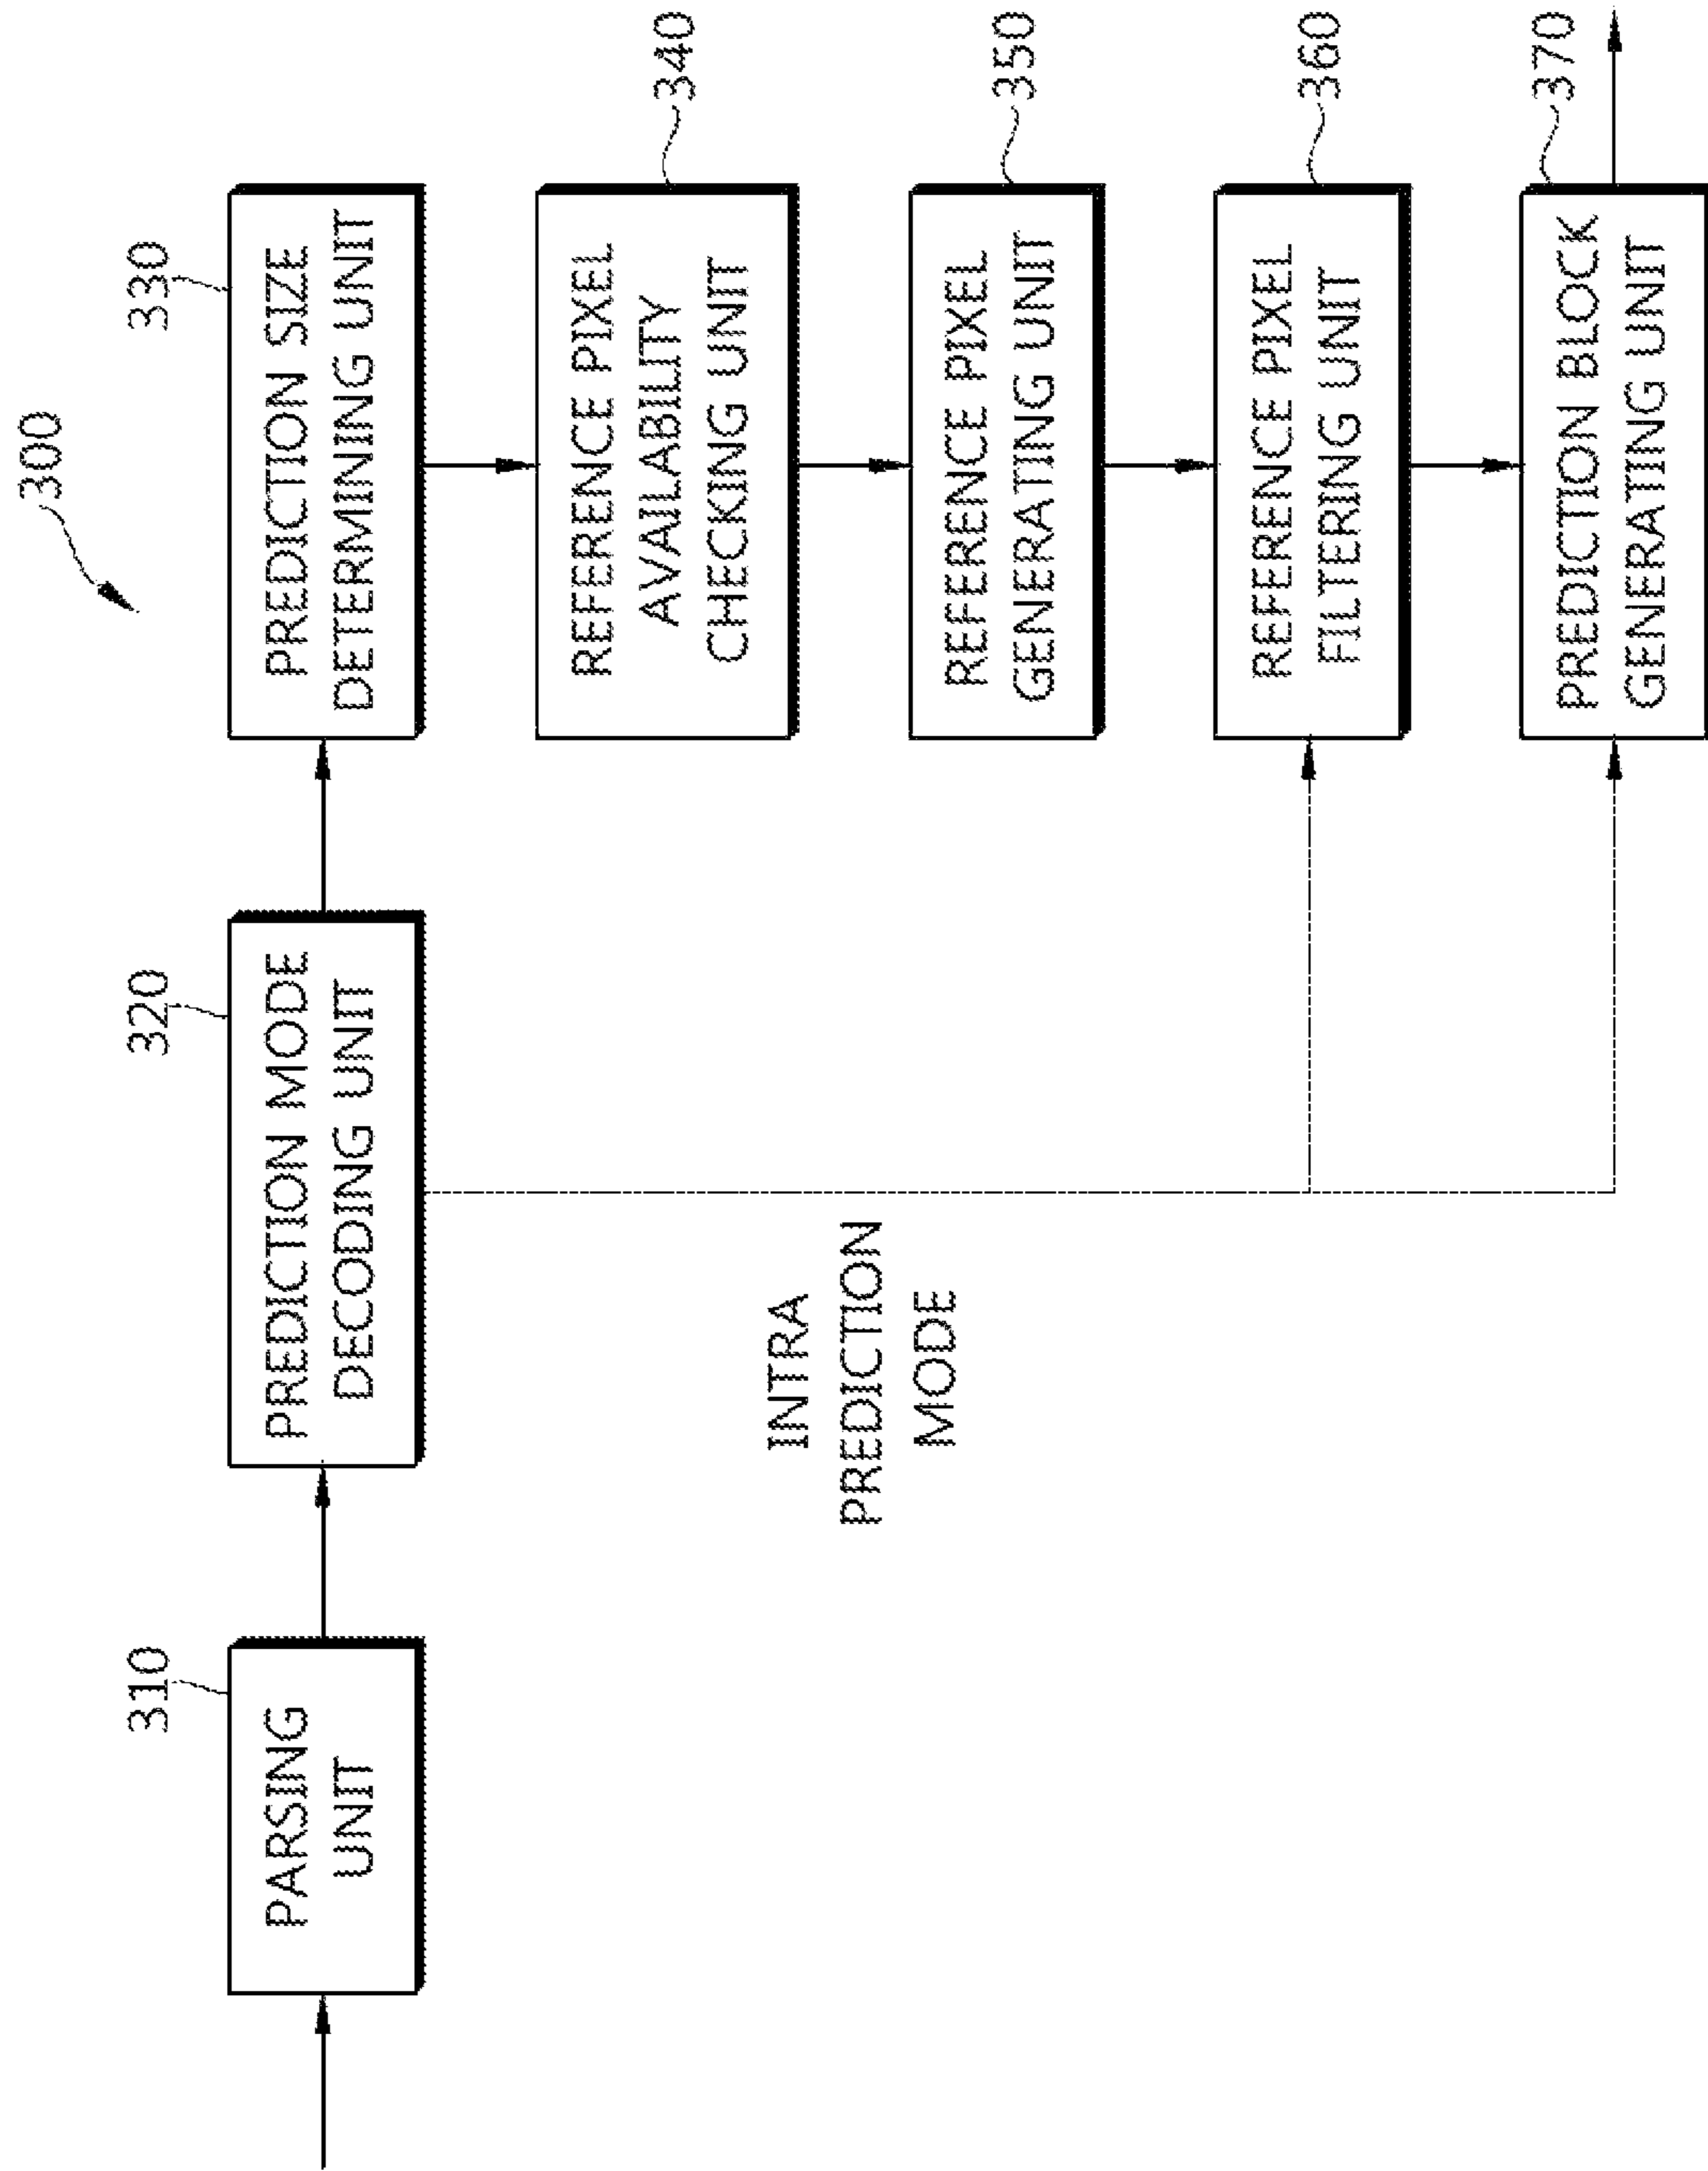 300
310
PARSING
UNIT
320
PREDICTION MODE
DECODING UNIT
330
PREDICTION SIZE
DETERMINING UNIT
340
REFERENCE PIXEL
AVAILABILITY
CHECKING UNIT
350
REFERENCE PIXEL
GENERATING UNIT
INTRA
PREDICTION
MODE
360
REFERENCE PIXEL
FILTERING UNIT
370
PREDICTION BLOCK
GENERATING UNIT